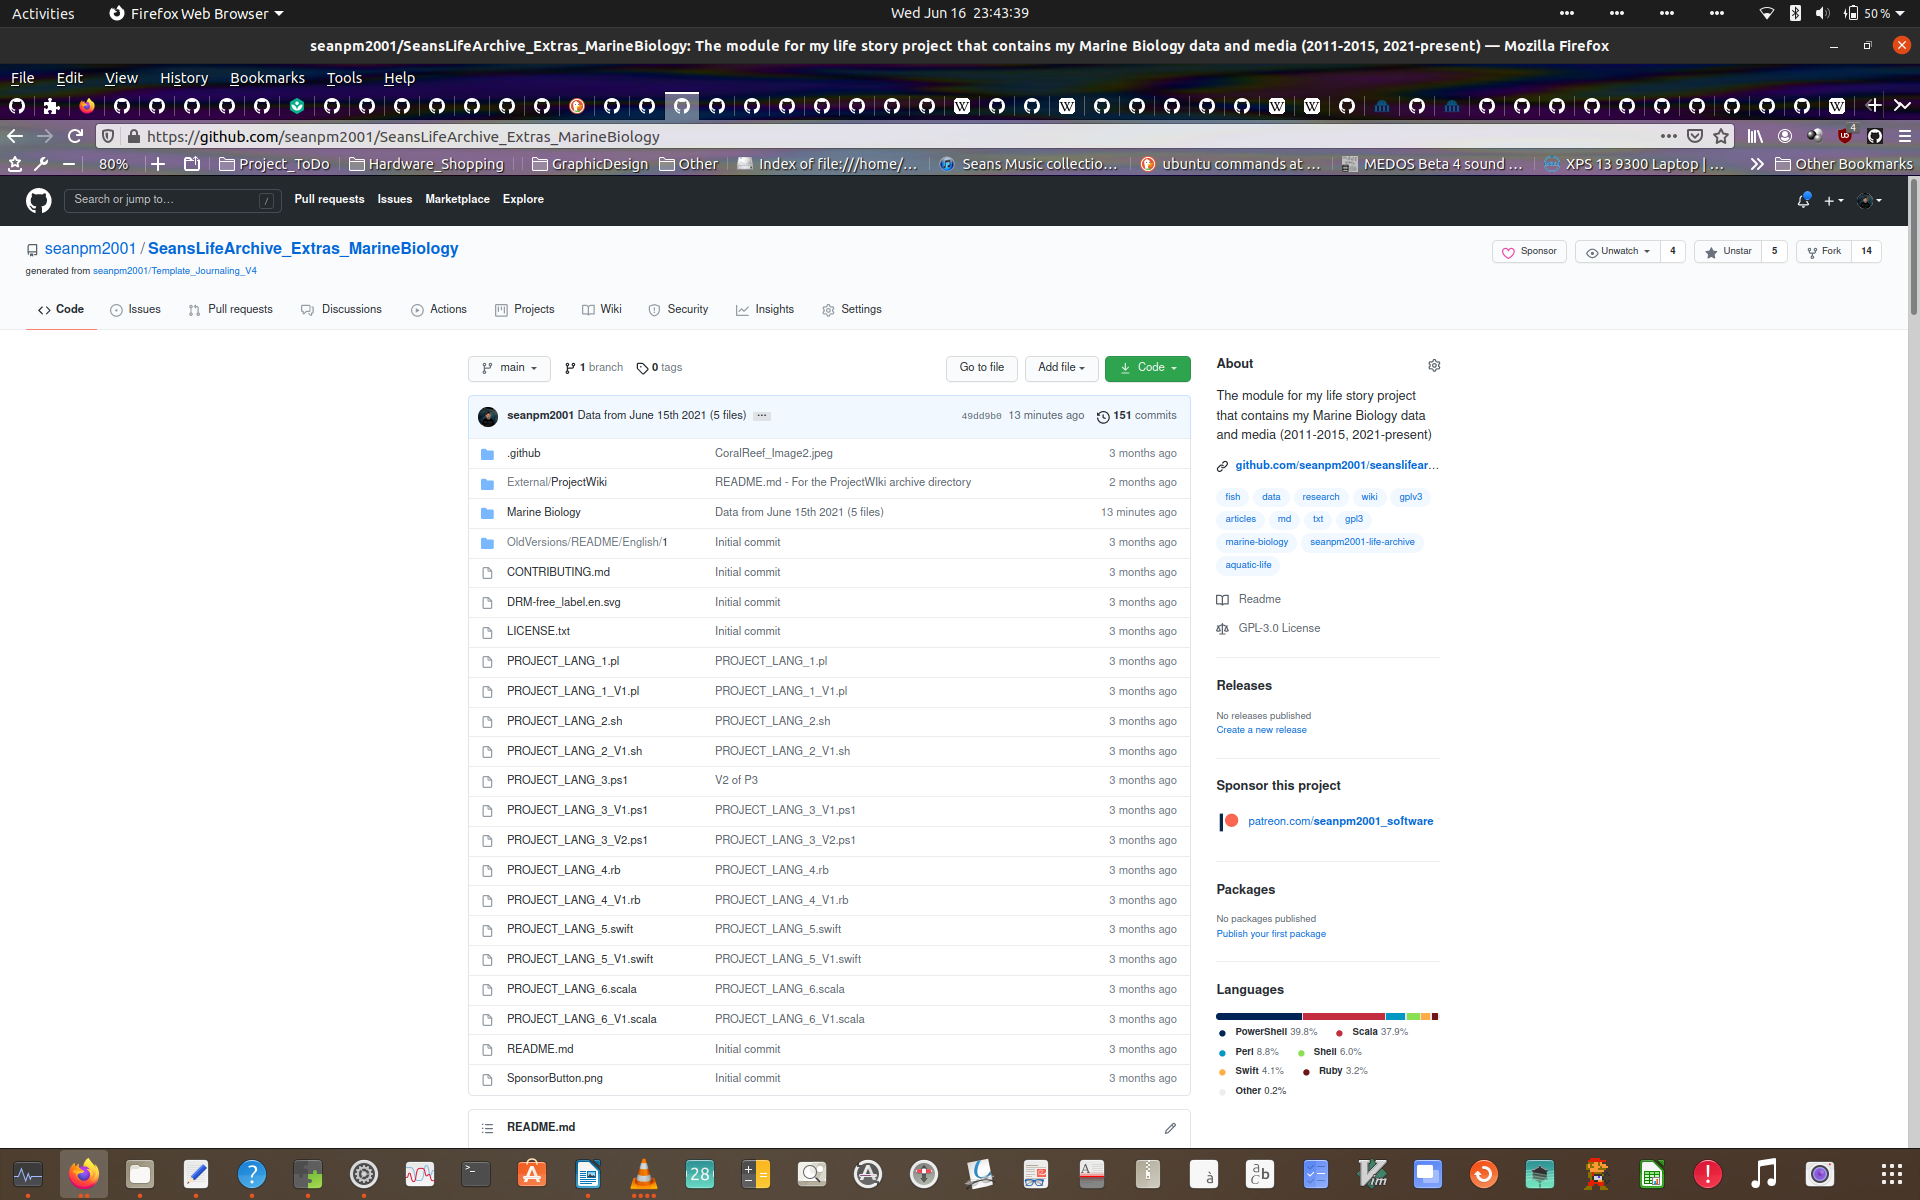 Activities Firefox Web Browser Wed Jun 16 23:43:39 50 %
seanpm2001/SeansLifeArchive_Extras_MarineBiology: The module for my life story project that contains my Marine Biology data and media (2011-2015, 2021-present) — Mozilla Firefox
File Edit View History Bookmarks Tools Help
https://github.com/seanpm2001/SeansLifeArchive_Extras_MarineBiology 4
80% Project_ToDo Hardware_Shopping GraphicDesign Other Index of file:///home/… Seans Music collectio… ubuntu commands at … MEDOS Beta 4 sound … XPS 13 9300 Laptop | … Other Bookmarks
Search or jump to… / Pull requests Issues Marketplace Explore
seanpm2001 / SeansLifeArchive_Extras_MarineBiology Sponsor Unwatch 4 Unstar 5 Fork 14
generated from seanpm2001/Template_Journaling_V4
Code Issues Pull requests Discussions Actions Projects Wiki Security Insights Settings
main 1 branch 0 tags Go to file Add file Code
seanpm2001 Data from June 15th 2021 (5 files) … 49dd9b0 13 minutes ago 151 commits
.github CoralReef_Image2.jpeg 3 months ago
External/ProjectWiki README.md - For the ProjectWIki archive directory 2 months ago
Marine Biology Data from June 15th 2021 (5 files) 13 minutes ago
OldVersions/README/English/1 Initial commit 3 months ago
CONTRIBUTING.md Initial commit 3 months ago
DRM-free_label.en.svg Initial commit 3 months ago
LICENSE.txt Initial commit 3 months ago
PROJECT_LANG_1.pl PROJECT_LANG_1.pl 3 months ago
PROJECT_LANG_1_V1.pl PROJECT_LANG_1_V1.pl 3 months ago
PROJECT_LANG_2.sh PROJECT_LANG_2.sh 3 months ago
PROJECT_LANG_2_V1.sh PROJECT_LANG_2_V1.sh 3 months ago
PROJECT_LANG_3.ps1 V2 of P3 3 months ago
PROJECT_LANG_3_V1.ps1 PROJECT_LANG_3_V1.ps1 3 months ago
PROJECT_LANG_3_V2.ps1 PROJECT_LANG_3_V2.ps1 3 months ago
PROJECT_LANG_4.rb PROJECT_LANG_4.rb 3 months ago
PROJECT_LANG_4_V1.rb PROJECT_LANG_4_V1.rb 3 months ago
PROJECT_LANG_5.swift PROJECT_LANG_5.swift 3 months ago
PROJECT_LANG_5_V1.swift PROJECT_LANG_5_V1.swift 3 months ago
PROJECT_LANG_6.scala PROJECT_LANG_6.scala 3 months ago
PROJECT_LANG_6_V1.scala PROJECT_LANG_6_V1.scala 3 months ago
README.md Initial commit 3 months ago
SponsorButton.png Initial commit 3 months ago
README.md
About
The module for my life story project
that contains my Marine Biology data
and media (2011-2015, 2021-present)
github.com/seanpm2001/seanslifear…
fish data research wiki gplv3
articles md txt gpl3
marine-biology seanpm2001-life-archive
aquatic-life
Readme
GPL-3.0 License
Releases
No releases published
Create a new release
Sponsor this project
patreon.com/seanpm2001_software
Packages
No packages published
Publish your first package
Languages
PowerShell 39.8% Scala 37.9%
Perl 8.8% Shell 6.0%
Swift 4.1% Ruby 3.2%
Other 0.2%
28